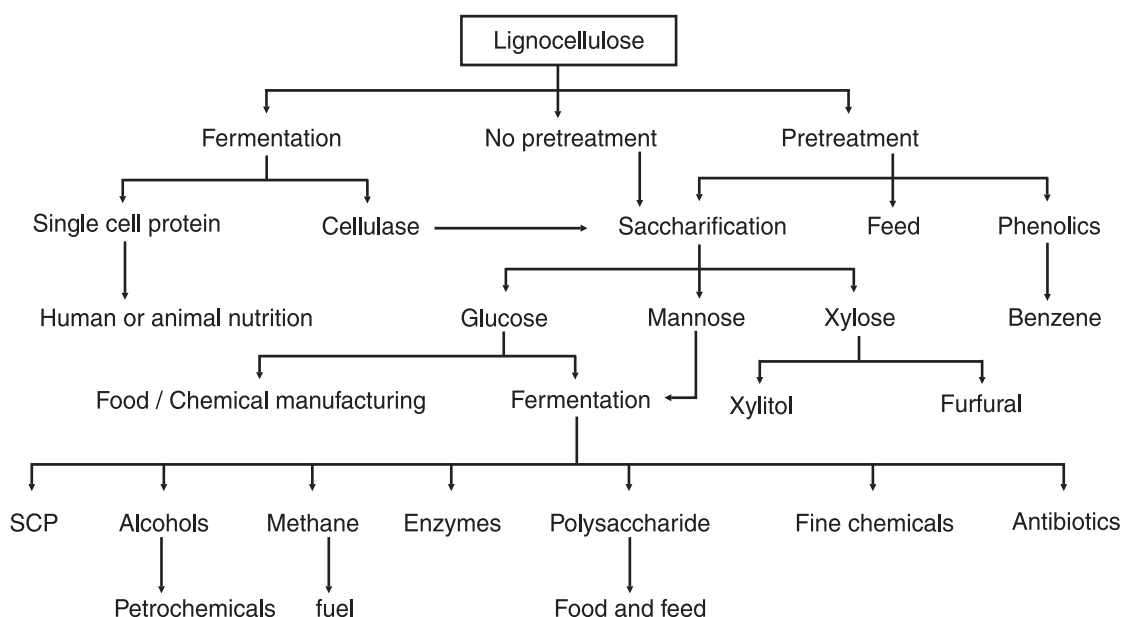 Lignocellulose
Fermentation
No pretreatment
Pretreatment
Single cell protein
Cellulase
Saccharification
Feed
Phenolics
Human or animal nutrition
Glucose
Mannose
Xylose
Benzene
Food / Chemical manufacturing
Fermentation
Xylitol
Furfural
SCP
Alcohols
Methane
Enzymes
Polysaccharide
Fine chemicals
Antibiotics
Petrochemicals
fuel
Food and feed